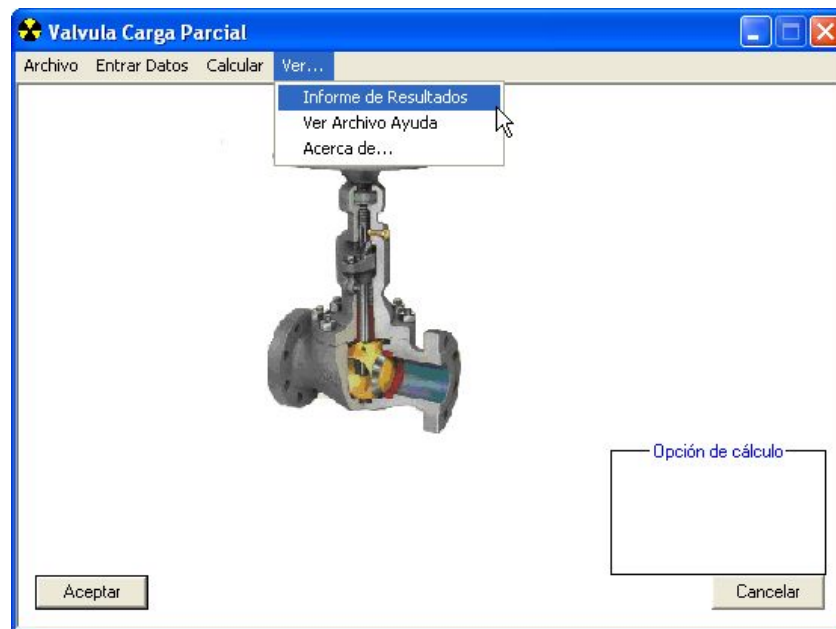 Valvula Carga Parcial
Archivo Entrar Datos Calcular Ver...
Informe de Resultados
Ver Archivo Ayuda
Acerca de...
Opción de cálculo
Aceptar Cancelar